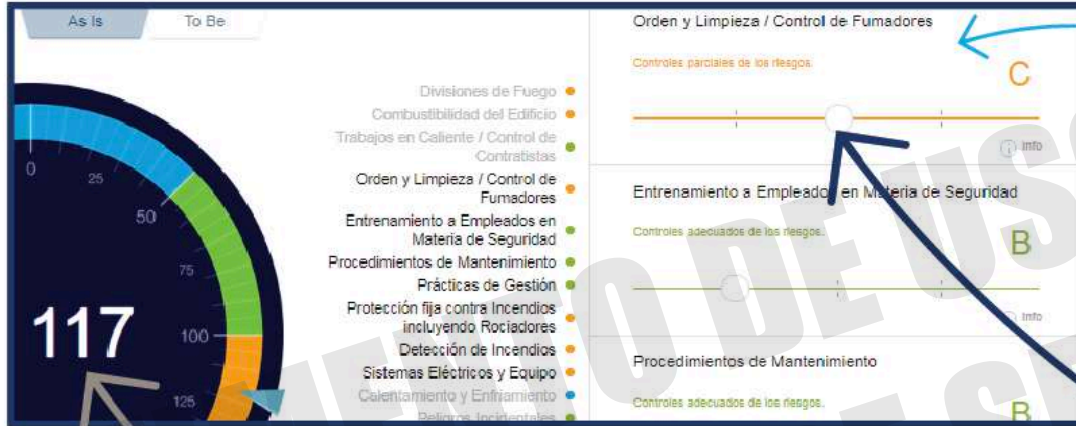 As Is
To Be
0
25
50
75
100
125
117
Divisiones de Fuego
Combustibilidad del Edificio
Trabajos en Caliente / Control de
Contratistas
Orden y Limpieza / Control de
Fumadores
Entrenamiento a Empleados en
Materia de Seguridad
Procedimientos de Mantenimiento
Prácticas de Gestión
Protección fija contra Incendios
incluyendo Rociadores
Detección de Incendios
Sistemas Eléctricos y Equipo
Calentamiento y Enfriamiento
Peligros Incidentales
Orden y Limpieza / Control de Fumadores
Controles parciales de los riesgos.
C
Info
Entrenamiento a Empleados en Materia de Seguridad
Controles adecuados de los riesgos.
B
Info
Procedimientos de Mantenimiento
Controles adecuados de los riesgos.
B
DE USO